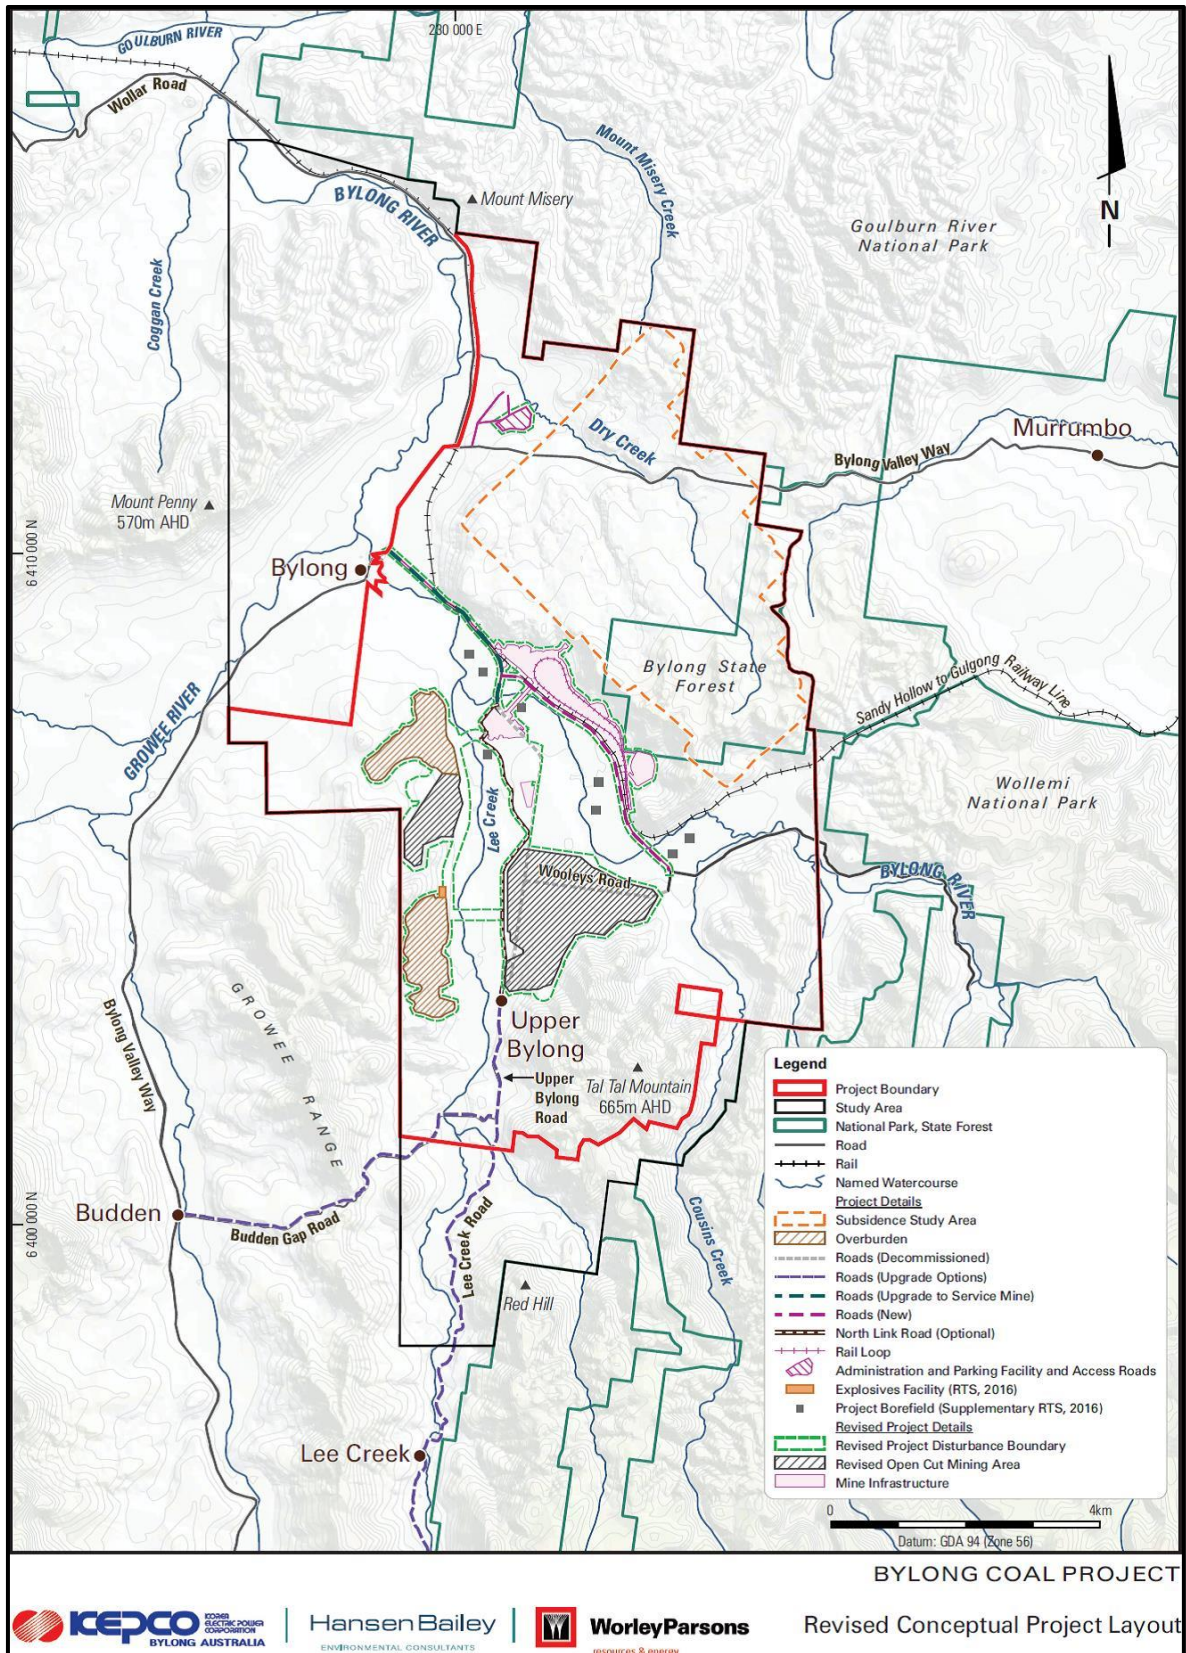 230 000 E
GOULBURN RIVER
Wollar Road
Mount Misery Creek
BYLONG RIVER
Mount Misery
Goulburn River
National Park
N
Coggan Creek
Dry Creek
Murrumbo
Bylong Valley Way
Mount Penny
570m AHD
6 410 000 N
Bylong
Bylong State
Forest
Sandy Hollow to Gulgong Railway Line
GROWEE RIVER
Wollemi
National Park
Lee Creek
Wooleys Road
BYLONG RIVER
GROWEE RANGE
Bylong Valley Way
Upper
Bylong
Upper
Bylong
Road
Tal Tal Mountain
665m AHD
Budden
Budden Gap Road
6 400 000 N
Lee Creek Road
Cousins Creek
Red Hill
Lee Creek
Legend
Project Boundary
Study Area
National Park, State Forest
Road
Rail
Named Watercourse
Project Details
Subsidence Study Area
Overburden
Roads (Decommissioned)
Roads (Upgrade Options)
Roads (Upgrade to Service Mine)
Roads (New)
North Link Road (Optional)
Rail Loop
Administration and Parking Facility and Access Roads
Explosives Facility (RTS, 2016)
Project Borefield (Supplementary RTS, 2016)
Revised Project Details
Revised Project Disturbance Boundary
Revised Open Cut Mining Area
Mine Infrastructure
0 4km
Datum: GDA 94 (Zone 56)
BYLONG COAL PROJECT
Revised Conceptual Project Layout
KEPCO
KOREA
ELECTRIC POWER
CORPORATION
BYLONG AUSTRALIA
Hansen Bailey
ENVIRONMENTAL CONSULTANTS
WorleyParsons
resources & energy